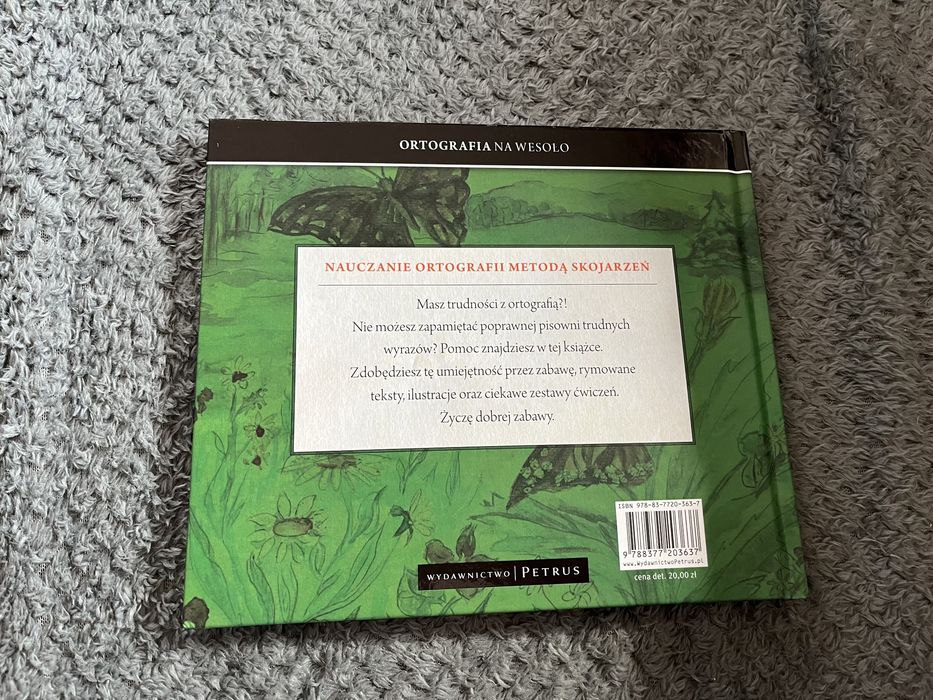 ORTOGRAFIA NA WESOŁO
NAUCZANIE ORTOGRAFII METODĄ SKOJARZEŃ
Masz trudności z ortografią?!
Nie możesz zapamiętać poprawnej pisowni trudnych
wyrazów? Pomoc znajdziesz w tej książce.
Zdobędziesz tę umiejętność przez zabawę, rymowane
teksty, ilustracje oraz ciekawe zestawy ćwiczeń.
Życzę dobrej zabawy.
ISBN 978-83-7720-363-7
9 788377 203637
www.WydawnictwoPetrus.pl
cena det. 20,00 zł
WYDAWNICTWO | PETRUS